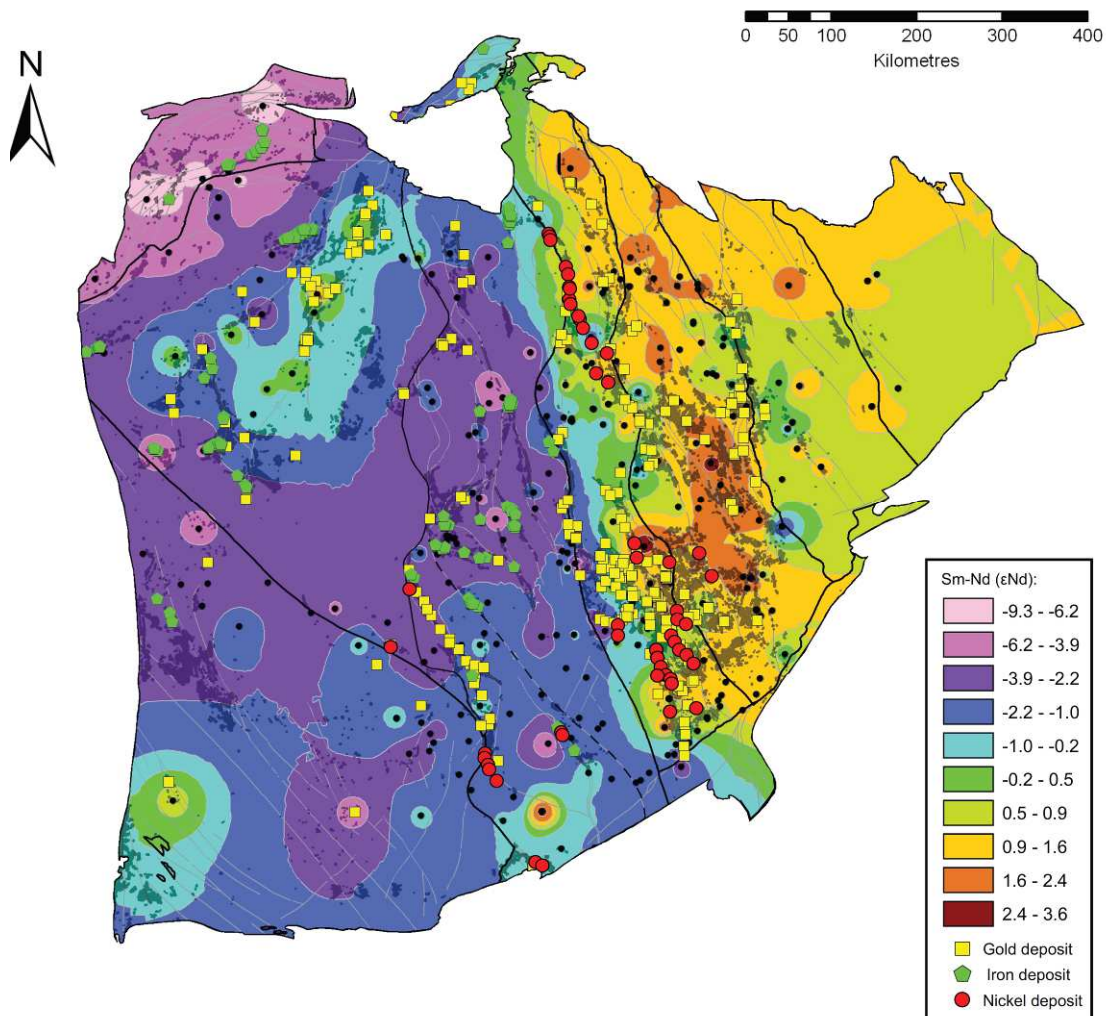 0 50 100 200 300 400
Kilometres
N
Sm-Nd (εNd):
-9.3 - -6.2
-6.2 - -3.9
-3.9 - -2.2
-2.2 - -1.0
-1.0 - -0.2
-0.2 - 0.5
0.5 - 0.9
0.9 - 1.6
1.6 - 2.4
2.4 - 3.6
Gold deposit
Iron deposit
Nickel deposit